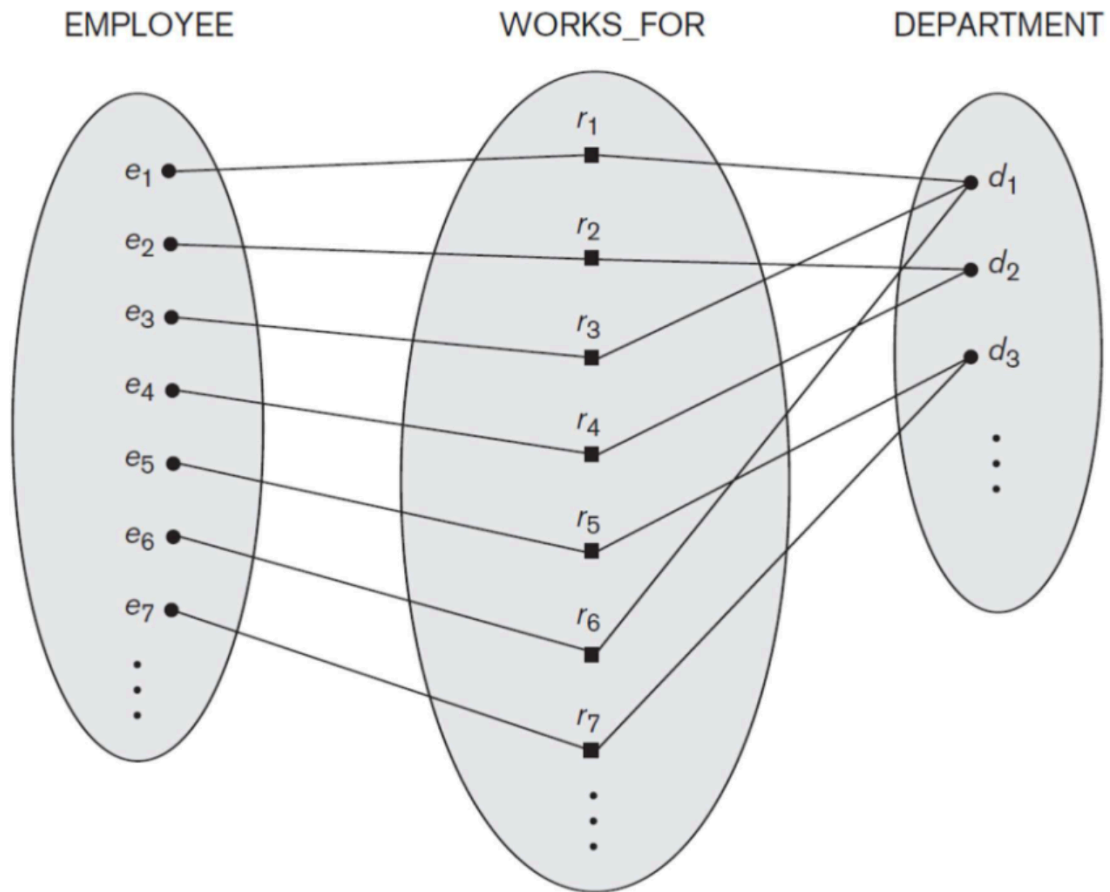 EMPLOYEE WORKS_FOR DEPARTMENT
e₁
e₂
e₃
e₄
e₅
e₆
e₇
r₁
r₂
r₃
r₄
r₅
r₆
r₇
d₁
d₂
d₃